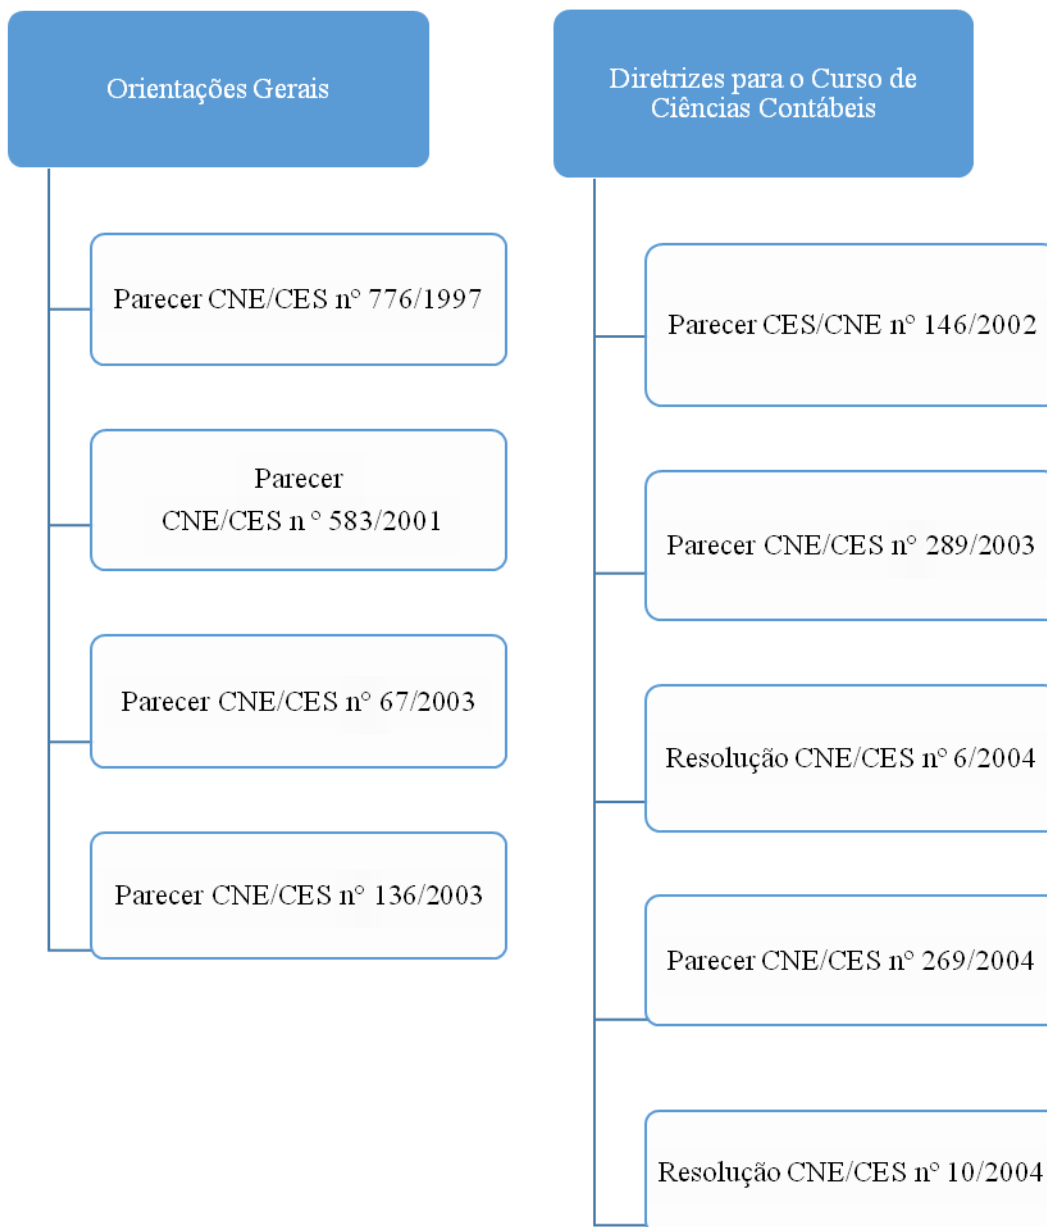 Orientações Gerais
Parecer CNE/CES n° 776/1997
Parecer
CNE/CES n ° 583/2001
Parecer CNE/CES n° 67/2003
Parecer CNE/CES n° 136/2003
Diretrizes para o Curso de
Ciências Contábeis
Parecer CES/CNE n° 146/2002
Parecer CNE/CES n° 289/2003
Resolução CNE/CES n° 6/2004
Parecer CNE/CES n° 269/2004
Resolução CNE/CES n° 10/2004